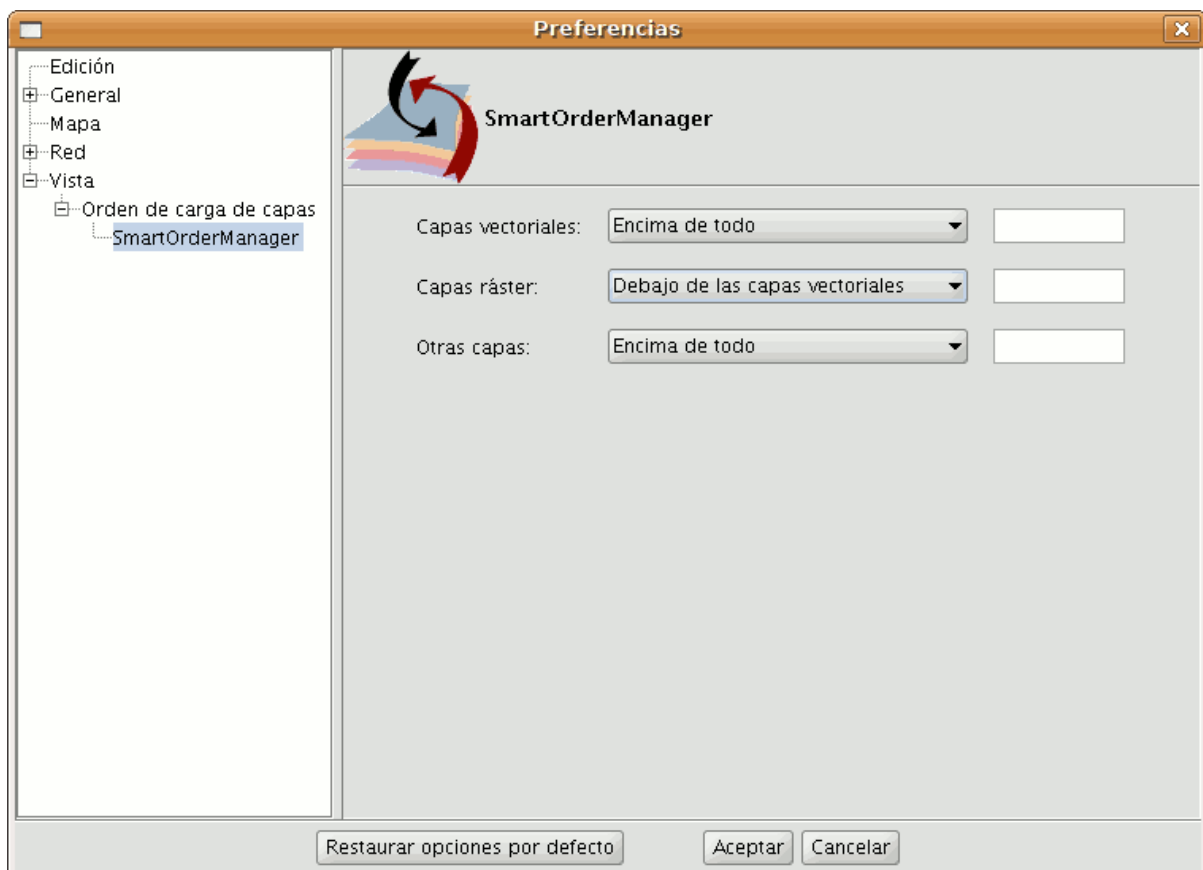 Preferencias
Edición
General
Mapa
Red
Vista
Orden de carga de capas
SmartOrderManager
SmartOrderManager
Capas vectoriales: Encima de todo
Capas ráster: Debajo de las capas vectoriales
Otras capas: Encima de todo
Restaurar opciones por defecto Aceptar Cancelar